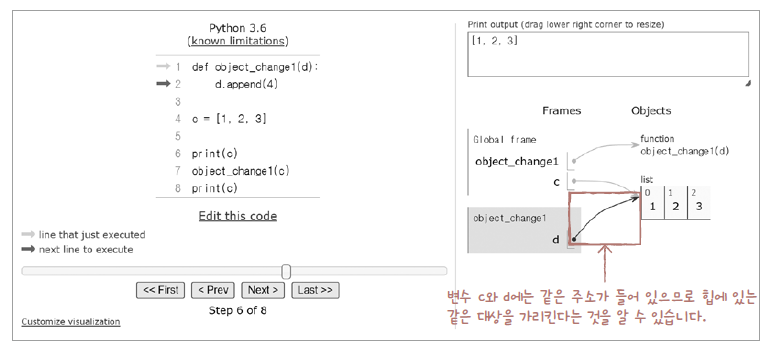 Python 3.6
(known limitations)
1 def object_change1(d):
2 d.append(4)
3
4 c = [1, 2, 3]
5
6 print(c)
7 object_change1(c)
8 print(c)
Edit this code
line that just executed
next line to execute
<< First < Prev Next > Last >>
Step 6 of 8
Customize visualization
Print output (drag lower right corner to resize)
[1, 2, 3]
Frames Objects
Global frame
object_change1
c
function
object_change1(d)
list
0 1 2
1 2 3
object_change1
d
변수 c와 d에는 같은 주소가 들어 있으므로 힙에 있는
같은 대상을 가리킨다는 것을 알 수 있습니다.